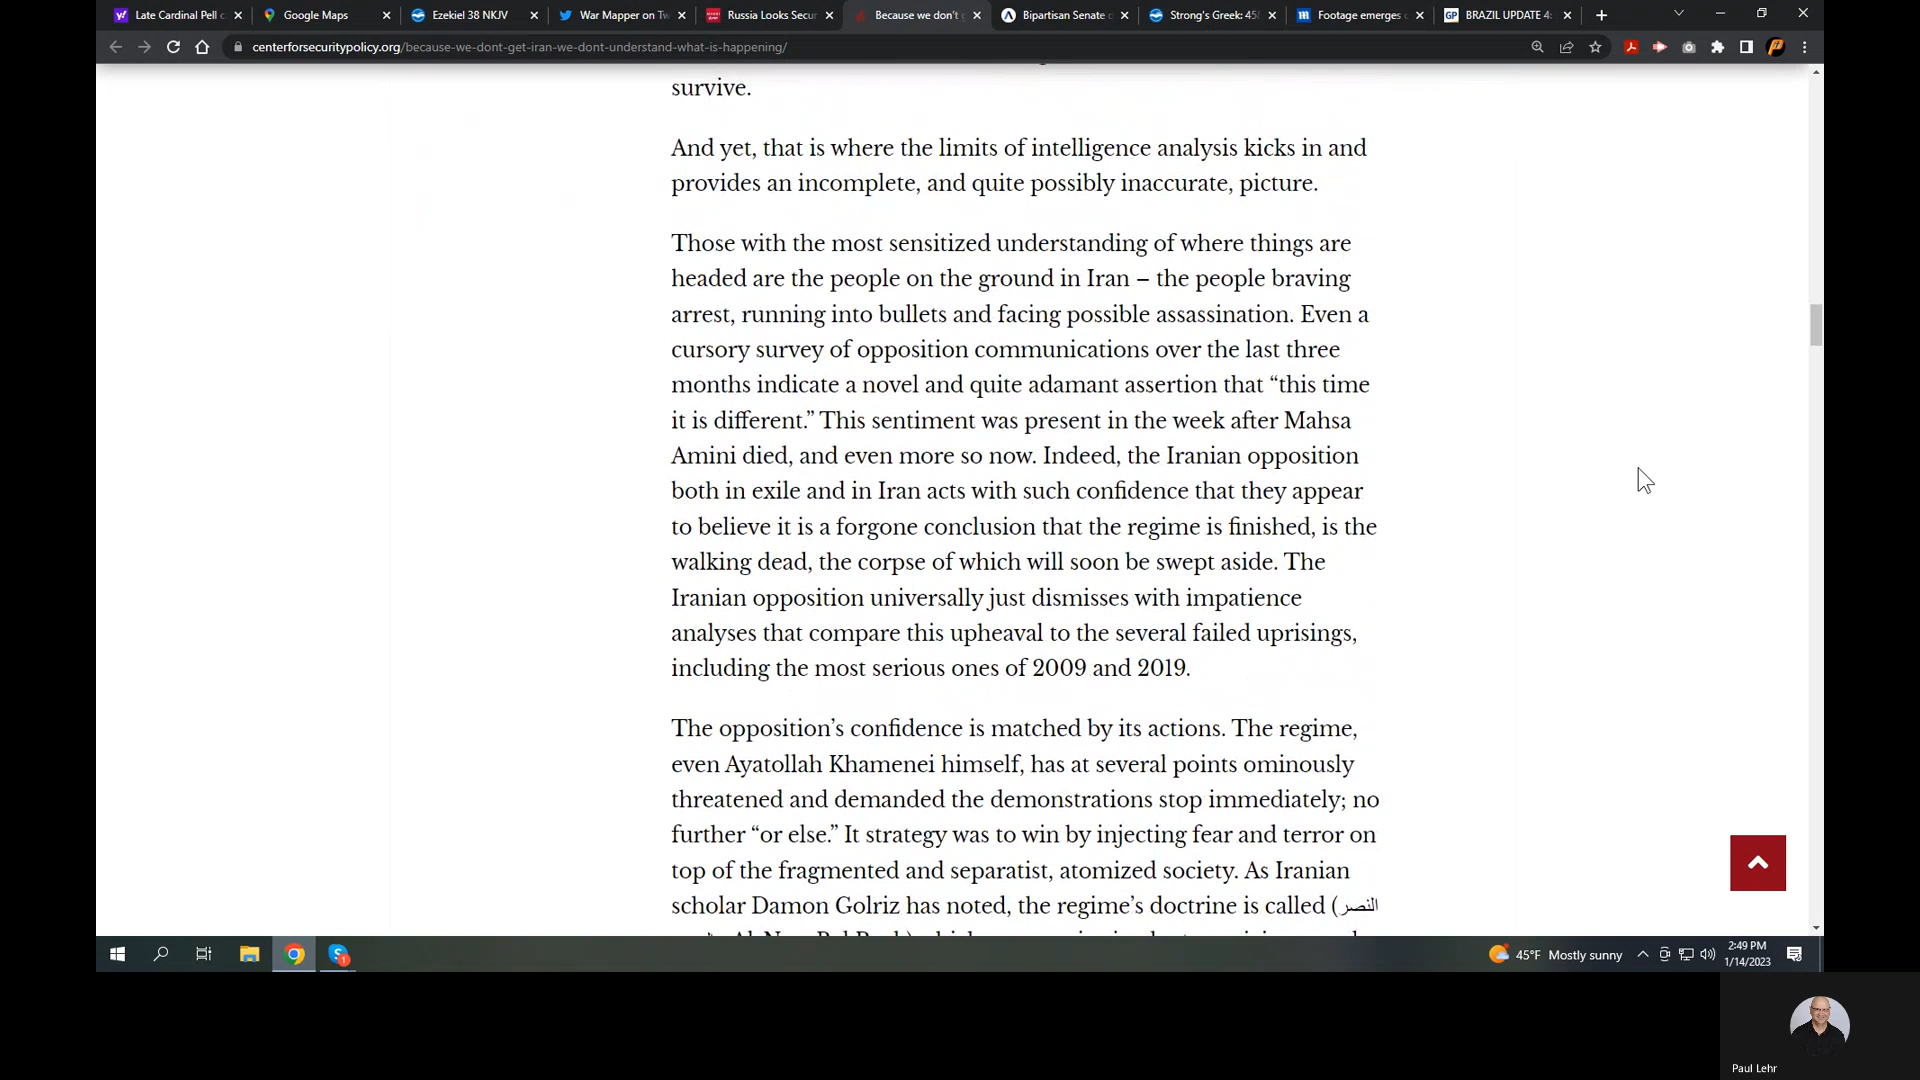 Late Cardinal Pell c
Google Maps
Ezekiel 38 NKJV
War Mapper on Tw
Russia Looks Secur
Because we don't g
Bipartisan Senate
Strong's Greek: 45
Footage emerges
BRAZIL UPDATE 4:
centerforsecuritypolicy.org/because-we-dont-get-iran-we-dont-understand-what-is-happening/
survive.
And yet, that is where the limits of intelligence analysis kicks in and
provides an incomplete, and quite possibly inaccurate, picture.
Those with the most sensitized understanding of where things are
headed are the people on the ground in Iran – the people braving
arrest, running into bullets and facing possible assassination. Even a
cursory survey of opposition communications over the last three
months indicate a novel and quite adamant assertion that “this time
it is different.” This sentiment was present in the week after Mahsa
Amini died, and even more so now. Indeed, the Iranian opposition
both in exile and in Iran acts with such confidence that they appear
to believe it is a forgone conclusion that the regime is finished, is the
walking dead, the corpse of which will soon be swept aside. The
Iranian opposition universally just dismisses with impatience
analyses that compare this upheaval to the several failed uprisings,
including the most serious ones of 2009 and 2019.
The opposition’s confidence is matched by its actions. The regime,
even Ayatollah Khamenei himself, has at several points ominously
threatened and demanded the demonstrations stop immediately; no
further “or else.” It strategy was to win by injecting fear and terror on
top of the fragmented and separatist, atomized society. As Iranian
scholar Damon Golriz has noted, the regime’s doctrine is called (النصر
45°F Mostly sunny
2:49 PM
1/14/2023
Paul Lehr